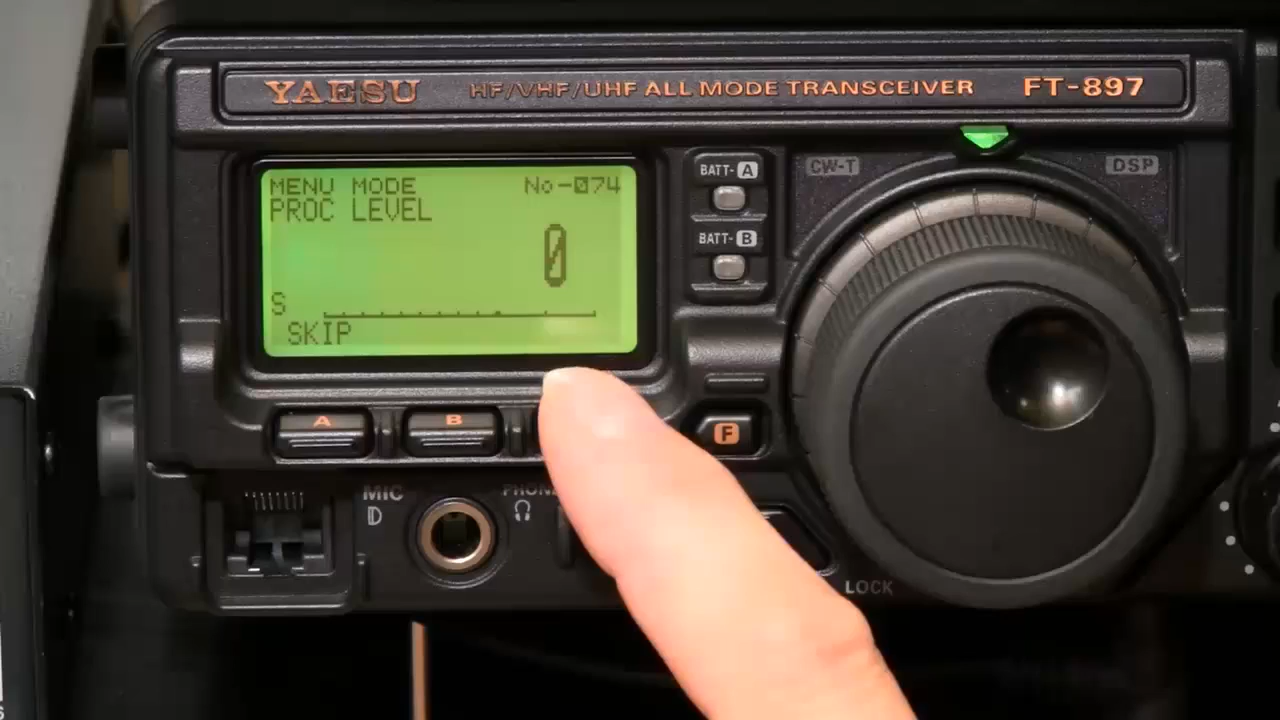 YAESU HF/VHF/UHF ALL MODE TRANSCEIVER FT-897
MENU MODE No-074
PROC LEVEL
0
S
SKIP
BATT-A
BATT-B
CW-T
DSP
A
B
F
MIC
LOCK